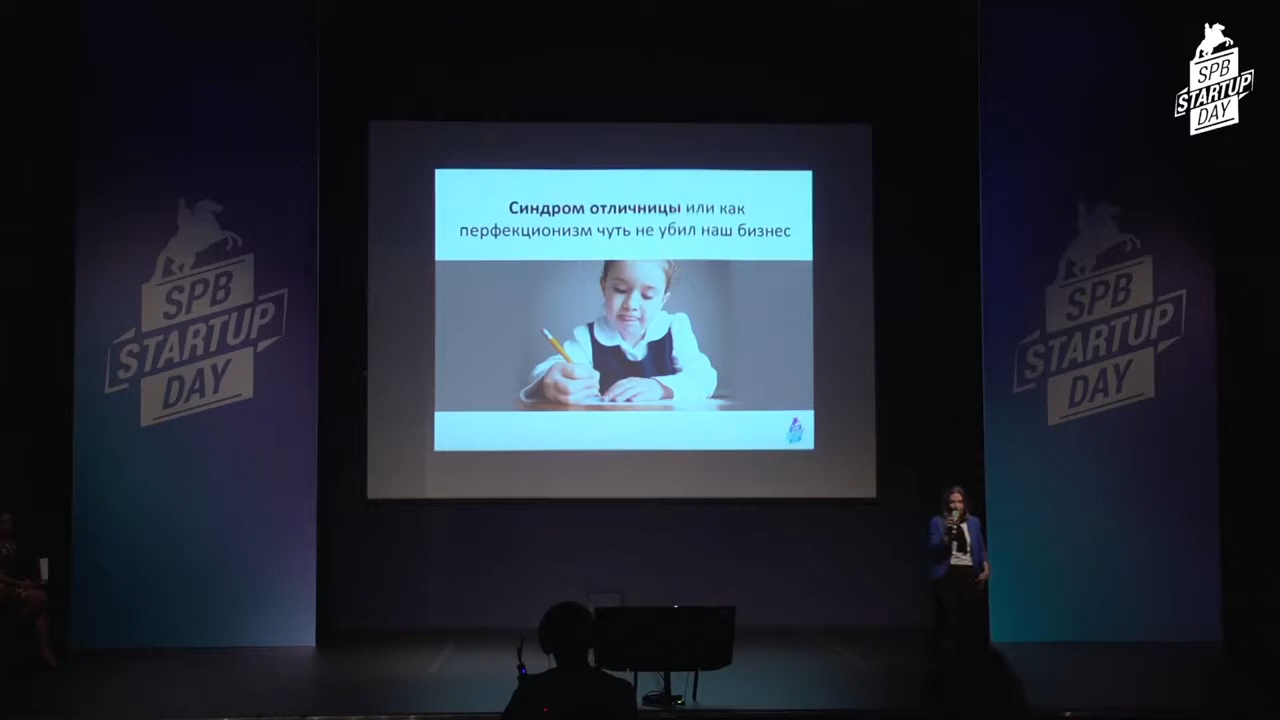 SPB
STARTUP
DAY
Синдром отличницы или как
перфекционизм чуть не убил наш бизнес
SPB
STARTUP
DAY
SPB
STARTUP
DAY